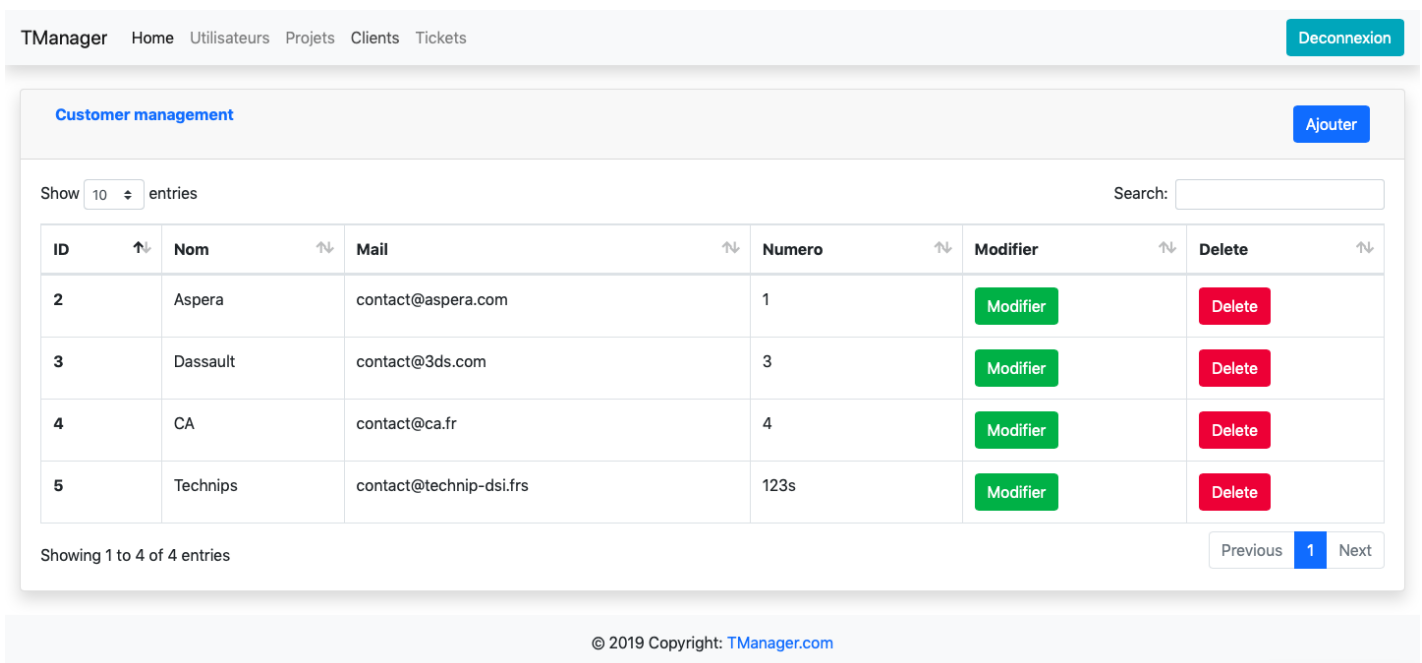 TManager Home Utilisateurs Projets Clients Tickets Deconnexion
Customer management Ajouter
Show 10 entries Search:
ID Nom Mail Numero Modifier Delete
2 Aspera contact@aspera.com 1 Modifier Delete
3 Dassault contact@3ds.com 3 Modifier Delete
4 CA contact@ca.fr 4 Modifier Delete
5 Technips contact@technip-dsi.frs 123s Modifier Delete
Showing 1 to 4 of 4 entries Previous 1 Next
© 2019 Copyright: TManager.com